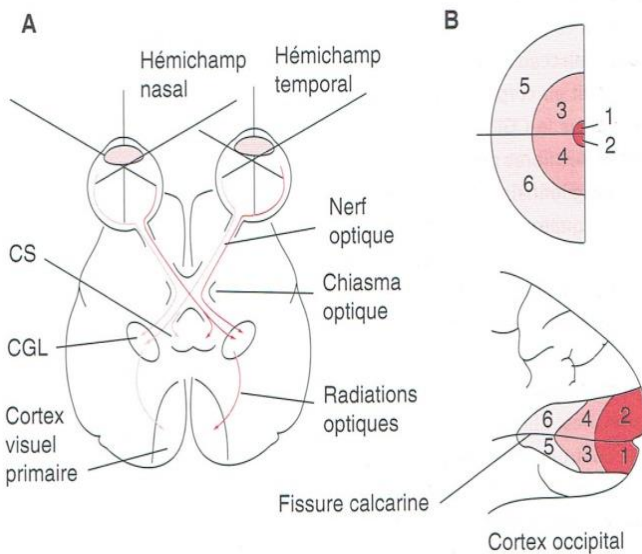 A
Hémichamp
nasal
Hémichamp
temporal
Nerf
optique
CS
Chiasma
optique
CGL
Radiations
optiques
Cortex
visuel
primaire
B
5
3
1
2
4
6
6
4
2
5
3
1
Fissure calcarine
Cortex occipital